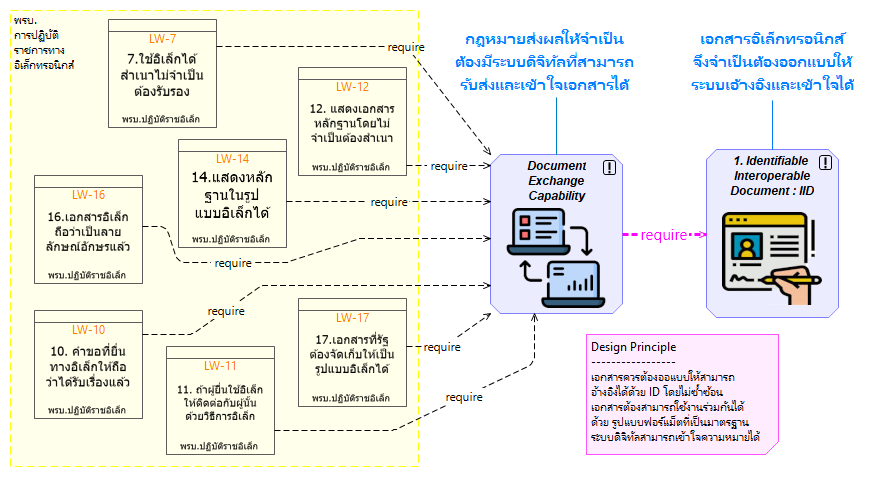 พรบ.
การปฏิบัติ
ราชการทาง
อิเล็กทรอนิกส์
LW-7
7.ใช้อิเล็กได้
สำเนาไม่จำเป็น
ต้องรับรอง
พรบ.ปฏิบัติราชอิเล็ก
LW-12
12. แสดงเอกสาร
หลักฐานโดยไม่
จำเป็นต้องสำเนา
พรบ.ปฏิบัติราชอิเล็ก
LW-14
14.แสดงหลัก
ฐานในรูป
แบบอิเล็กได้
พรบ.ปฏิบัติราชอิเล็ก
LW-16
16.เอกสารอิเล็ก
ถือว่าเป็นลาย
ลักษณ์อักษรแล้ว
พรบ.ปฏิบัติราชอิเล็ก
LW-10
10. คำขอที่ยื่น
ทางอิเล็กให้ถือ
ว่าได้รับเรื่องแล้ว
พรบ.ปฏิบัติราชอิเล็ก
LW-11
11. ถ้าผู้ยื่นใช้อิเล็ก
ให้ติดต่อกับผู้นั้น
ด้วยวิธีการอิเล็ก
พรบ.ปฏิบัติราชอิเล็ก
LW-17
17.เอกสารที่รัฐ
ต้องจัดเก็บให้เป็น
รูปแบบอิเล็กได้
พรบ.ปฏิบัติราชอิเล็ก
require
require
require
require
require
require
require
กฎหมายส่งผลให้จำเป็น
ต้องมีระบบดิจิทัลที่สามารถ
รับส่งและเข้าใจเอกสารได้
Document
Exchange
Capability
require
เอกสารอิเล็กทรอนิกส์
จึงจำเป็นต้องออกแบบให้
ระบบเอ้างอิงและเข้าใจได้
1. Identifiable
Interoperable
Document : IID
Design Principle
------------------
เอกสารควรต้องออแบบให้สามารถ
อ้างอิงได้ด้วย ID โดยไม่ซ้ำซ้อน
เอกสารต้องสามารถใช้งานร่วมกันได้
ด้วย รูปแบบฟอร์แม็ตที่เป็นมาตรฐาน
ระบบดิจิทัลสามารถเข้าใจความหมายได้